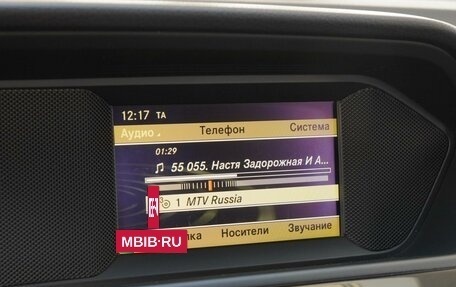 12:17 TA
Аудио Телефон Система
01:29
55 055. Настя Задорожная И А...
1 MTV Russia
Носители Звучание
MBIB·RU